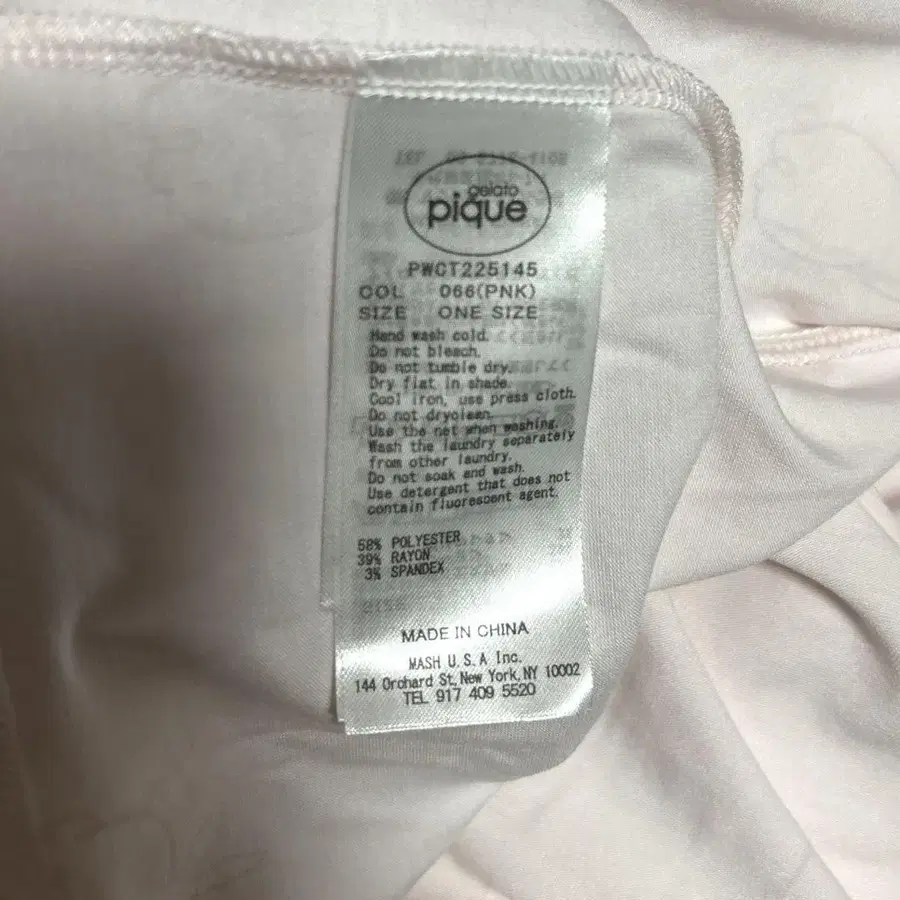 gelato
pique
PWCT225145
COL 066(PNK)
SIZE ONE SIZE
Hand wash cold.
Do not bleach.
Do not tumble dry.
Dry flat in shade.
Cool iron, use press cloth.
Do not dryclean.
Use the net when washing.
Wash the laundry separately
from other laundry.
Do not soak and wash.
Use detergent that does not
contain fluorescent agent.
58% POLYESTER
39% RAYON
3% SPANDEX
MADE IN CHINA
MASH U.S.A Inc.
144 Orchard St, New York, NY 10002
TEL 917 409 5520